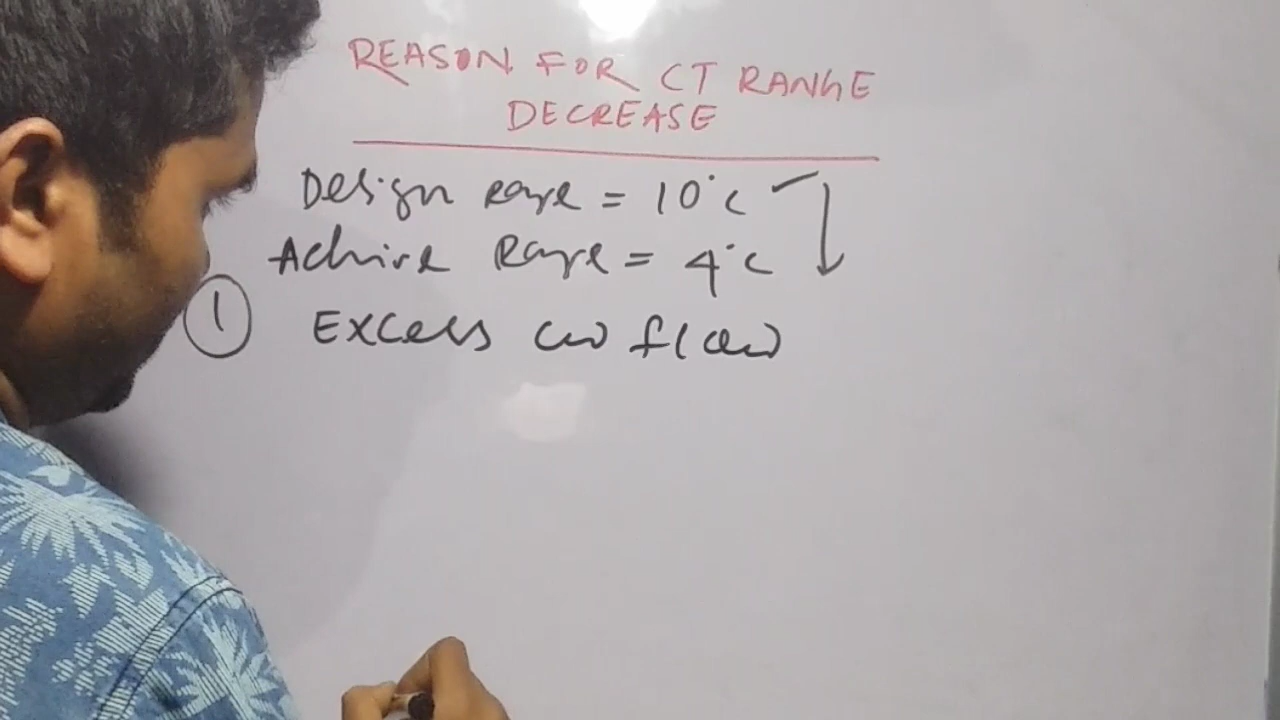 REASON FOR CT RANGE
DECREASE
Design Range = 10°C
Achive Range = 4°C
① Excess cw flow